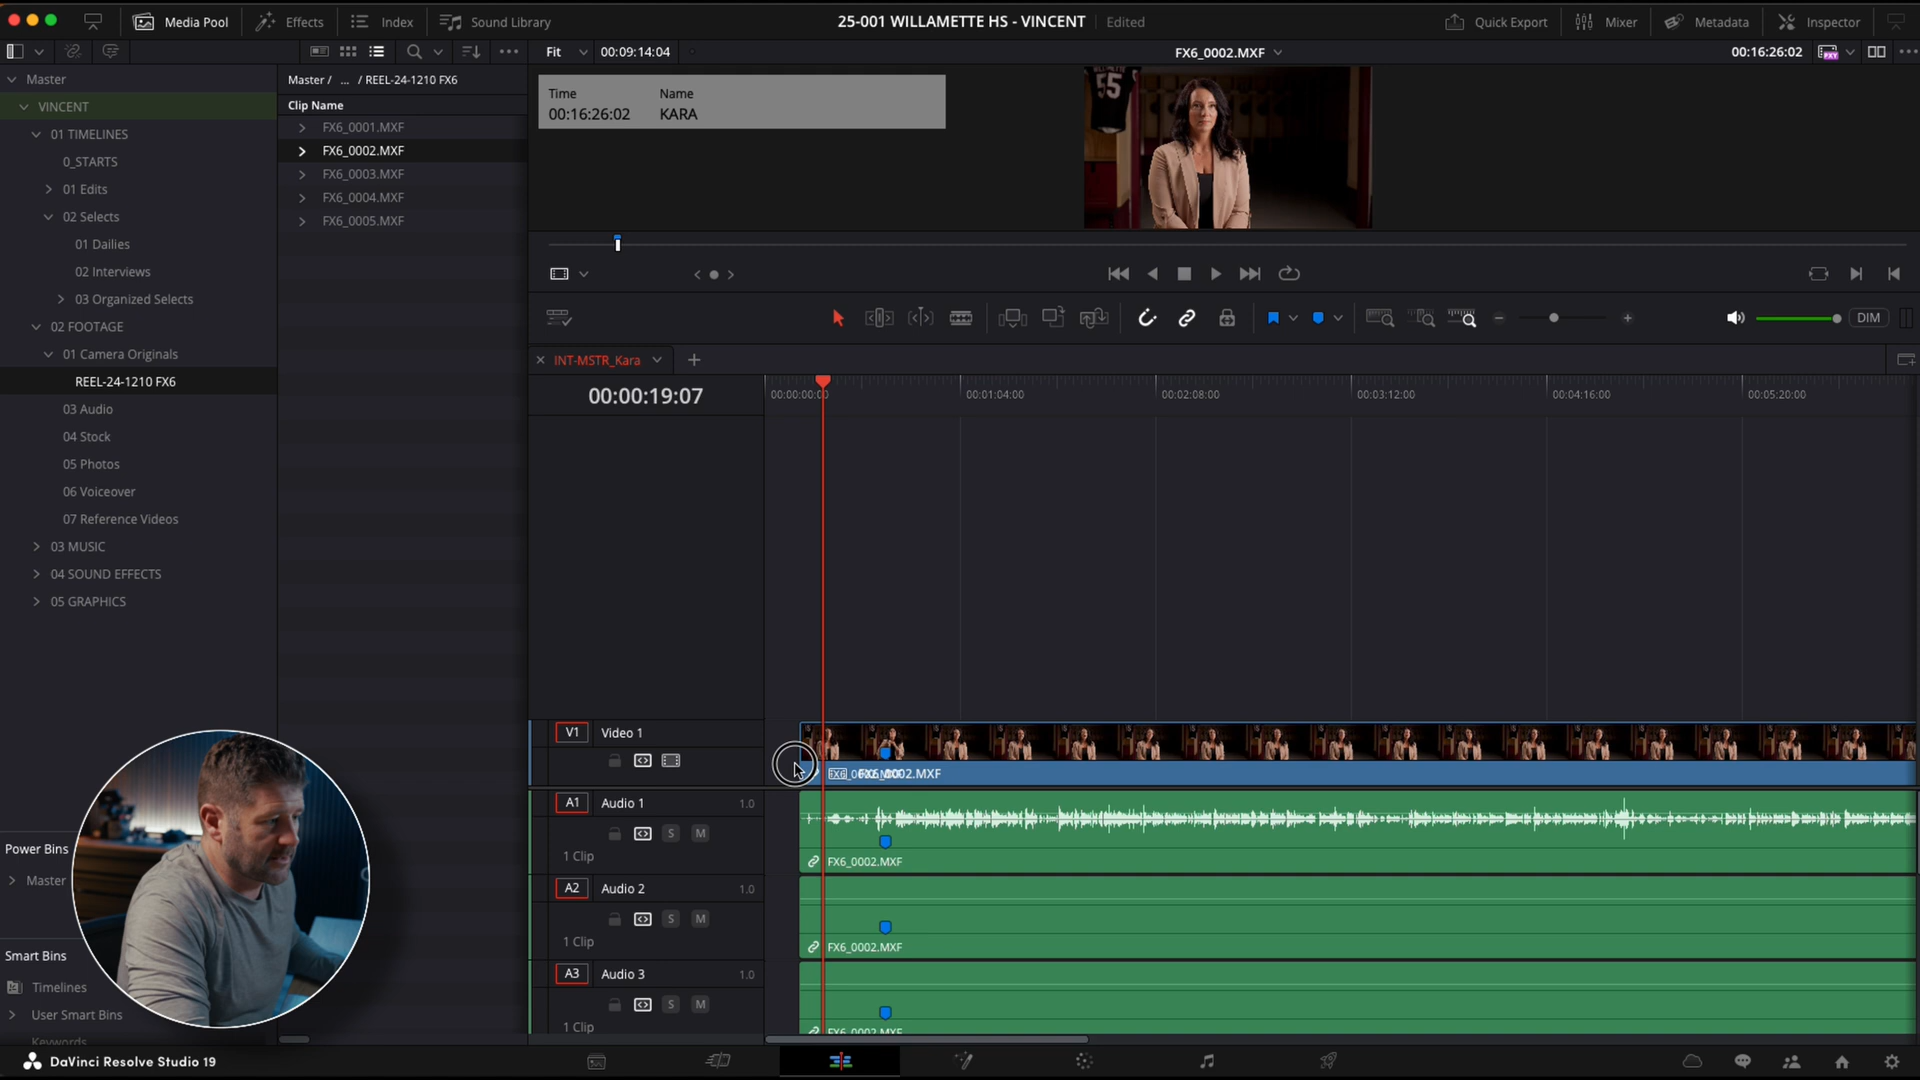 Media Pool
Effects
Index
Sound Library
25-001 WILLAMETTE HS - VINCENT
Edited
Quick Export
Mixer
Metadata
Inspector
Fit
00:09:14:04
FX6_0002.MXF
00:16:26:02
Master
VINCENT
01 TIMELINES
0_STARTS
01 Edits
02 Selects
01 Dailies
02 Interviews
03 Organized Selects
02 FOOTAGE
01 Camera Originals
REEL-24-1210 FX6
03 Audio
04 Stock
05 Photos
06 Voiceover
07 Reference Videos
03 MUSIC
04 SOUND EFFECTS
05 GRAPHICS
Power Bins
Master
Smart Bins
Timelines
User Smart Bins
Keywords
Master / ... / REEL-24-1210 FX6
Clip Name
FX6_0001.MXF
FX6_0002.MXF
FX6_0003.MXF
FX6_0004.MXF
FX6_0005.MXF
Time Name
00:16:26:02 KARA
55
DIM
INT-MSTR_Kara
00:00:19:07
00:00:00:00
00:01:04:00
00:02:08:00
00:03:12:00
00:04:16:00
00:05:20:00
V1 Video 1
FX6_0002.MXF
A1 Audio 1 1.0
S M
1 Clip
FX6_0002.MXF
A2 Audio 2 1.0
S M
1 Clip
FX6_0002.MXF
A3 Audio 3 1.0
S M
1 Clip
FX6_0002.MXF
DaVinci Resolve Studio 19